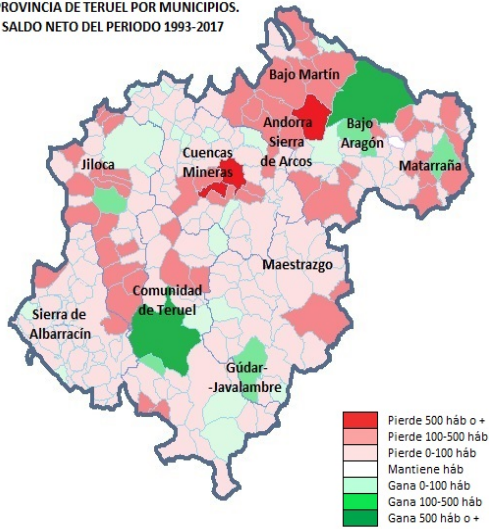 PROVINCIA DE TERUEL POR MUNICIPIOS.
SALDO NETO DEL PERIODO 1993-2017
Bajo Martín
Andorra
Sierra
de Arcos
Bajo
Aragón
Cuencas
Mineras
Jiloca
Matarraña
Maestrazgo
Comunidad
de Teruel
Sierra de
Albarracín
Gúdar-
-Javalambre
Pierde 500 háb o +
Pierde 100-500 háb
Pierde 0-100 háb
Mantiene háb
Gana 0-100 háb
Gana 100-500 háb
Gana 500 háb o +